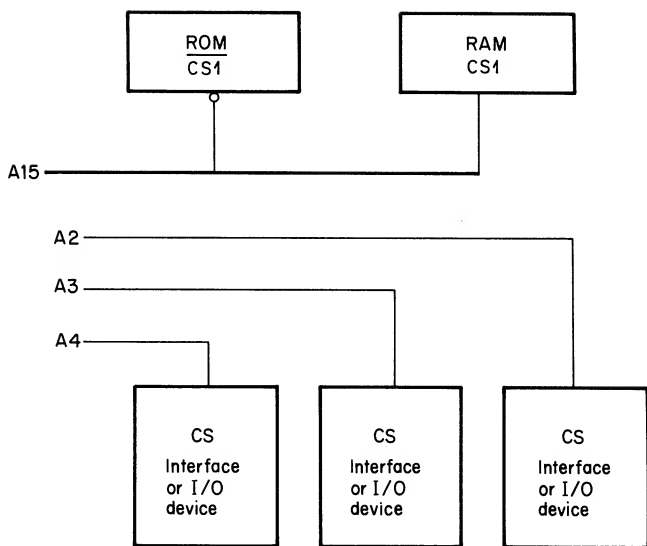 ROM
CS1
RAM
CS1
A15
A2
A3
A4
CS
Interface
or I/O
device
CS
Interface
or I/O
device
CS
Interface
or I/O
device